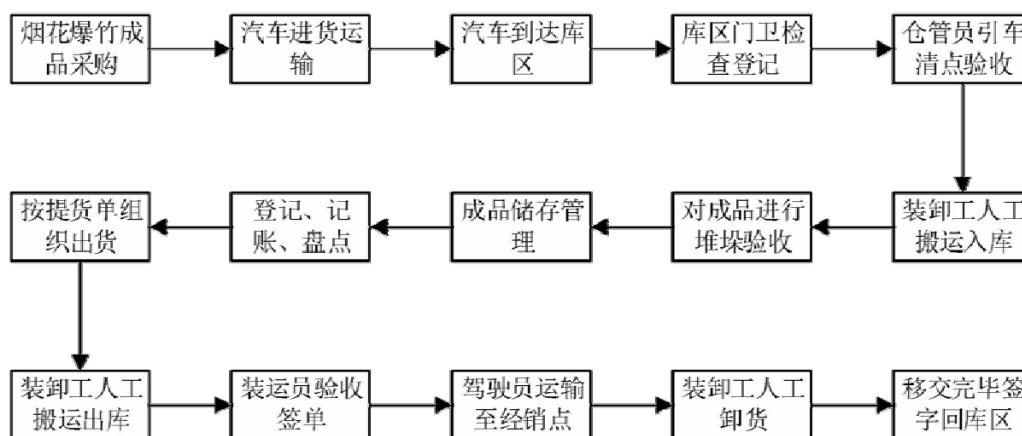 烟花爆竹成
品采购
汽车进货运
输
汽车到达库
区
库区门卫检
查登记
仓管员引车
清点验收
装卸工人工
搬运入库
对成品进行
堆垛验收
成品储存管
理
登记、记
账、盘点
按提货单组
织出货
装卸工人工
搬运出库
装运员验收
签单
驾驶员运输
至经销点
装卸工人工
卸货
移交完毕签
字回库区